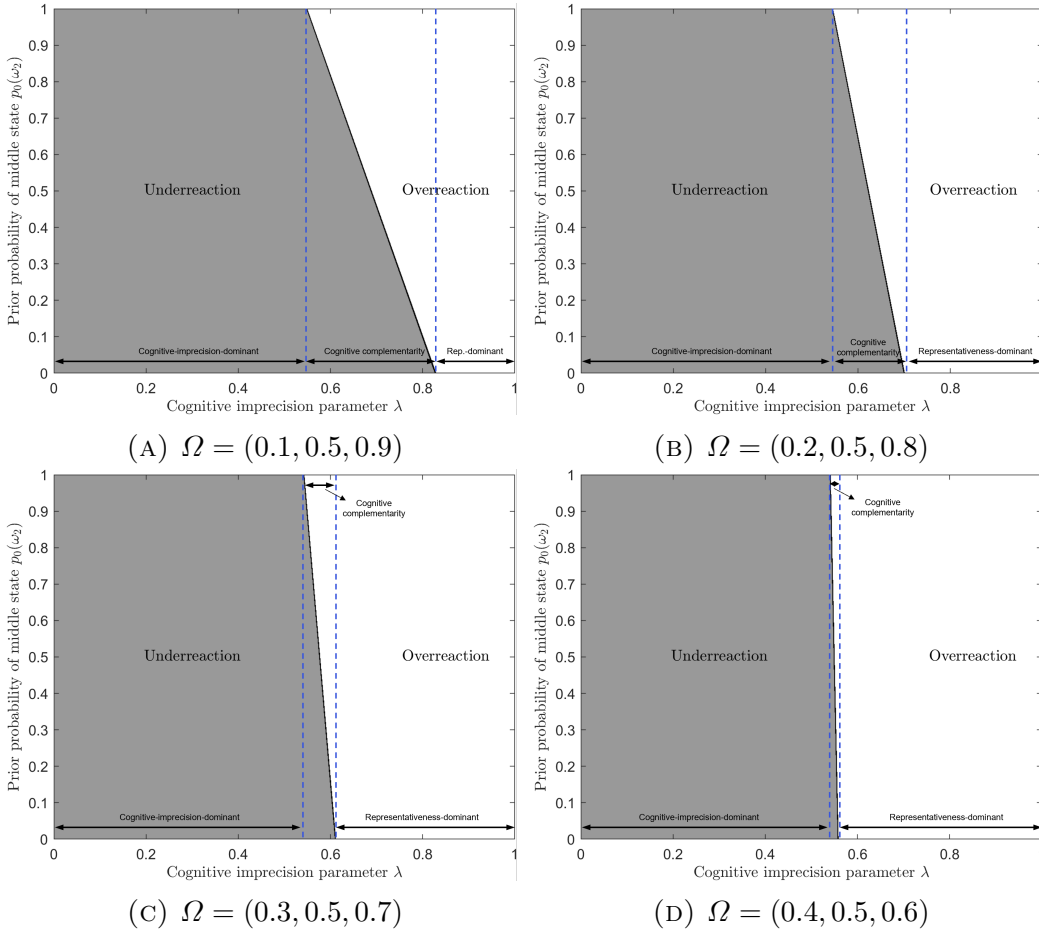 Prior probability of middle state p₀(ω₂)
1
0.9
0.8
0.7
0.6
0.5
0.4
0.3
0.2
0.1
0
Underreaction
Overreaction
Cognitive-imprecision-dominant
Cognitive complementarity
Rep.-dominant
0 0.2 0.4 0.6 0.8 1
Cognitive imprecision parameter λ
(A) Ω = (0.1, 0.5, 0.9)
Prior probability of middle state p₀(ω₂)
1
0.9
0.8
0.7
0.6
0.5
0.4
0.3
0.2
0.1
0
Underreaction
Overreaction
Cognitive-imprecision-dominant
Cognitive
complementarity
Representativeness-dominant
0 0.2 0.4 0.6 0.8
Cognitive imprecision parameter λ
(B) Ω = (0.2, 0.5, 0.8)
Prior probability of middle state p₀(ω₂)
1
0.9
0.8
0.7
0.6
0.5
0.4
0.3
0.2
0.1
0
Cognitive
complementarity
Underreaction
Overreaction
Cognitive-imprecision-dominant
Representativeness-dominant
0 0.2 0.4 0.6 0.8 1
Cognitive imprecision parameter λ
(C) Ω = (0.3, 0.5, 0.7)
Prior probability of middle state p₀(ω₂)
1
0.9
0.8
0.7
0.6
0.5
0.4
0.3
0.2
0.1
0
Cognitive
complementarity
Underreaction
Overreaction
Cognitive-imprecision-dominant
Representativeness-dominant
0 0.2 0.4 0.6 0.8
Cognitive imprecision parameter λ
(D) Ω = (0.4, 0.5, 0.6)